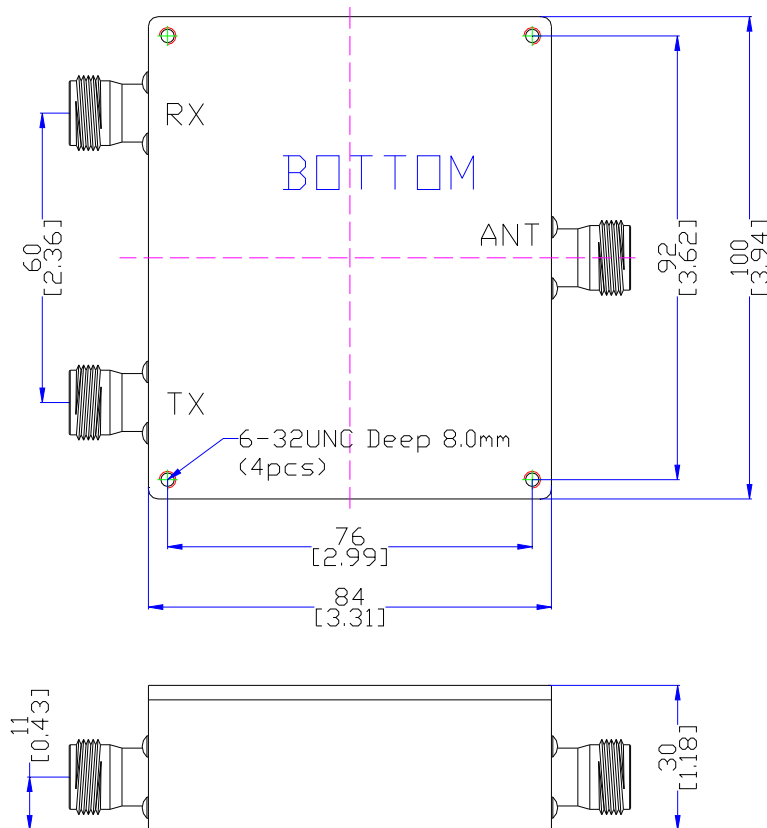 RX
BOTTOM
ANT
60
[2.36]
92
[3.62]
100
[3.94]
TX
6-32UNC Deep 8.0mm
(4pcs)
76
[2.99]
84
[3.31]
11
[0.43]
30
[1.18]